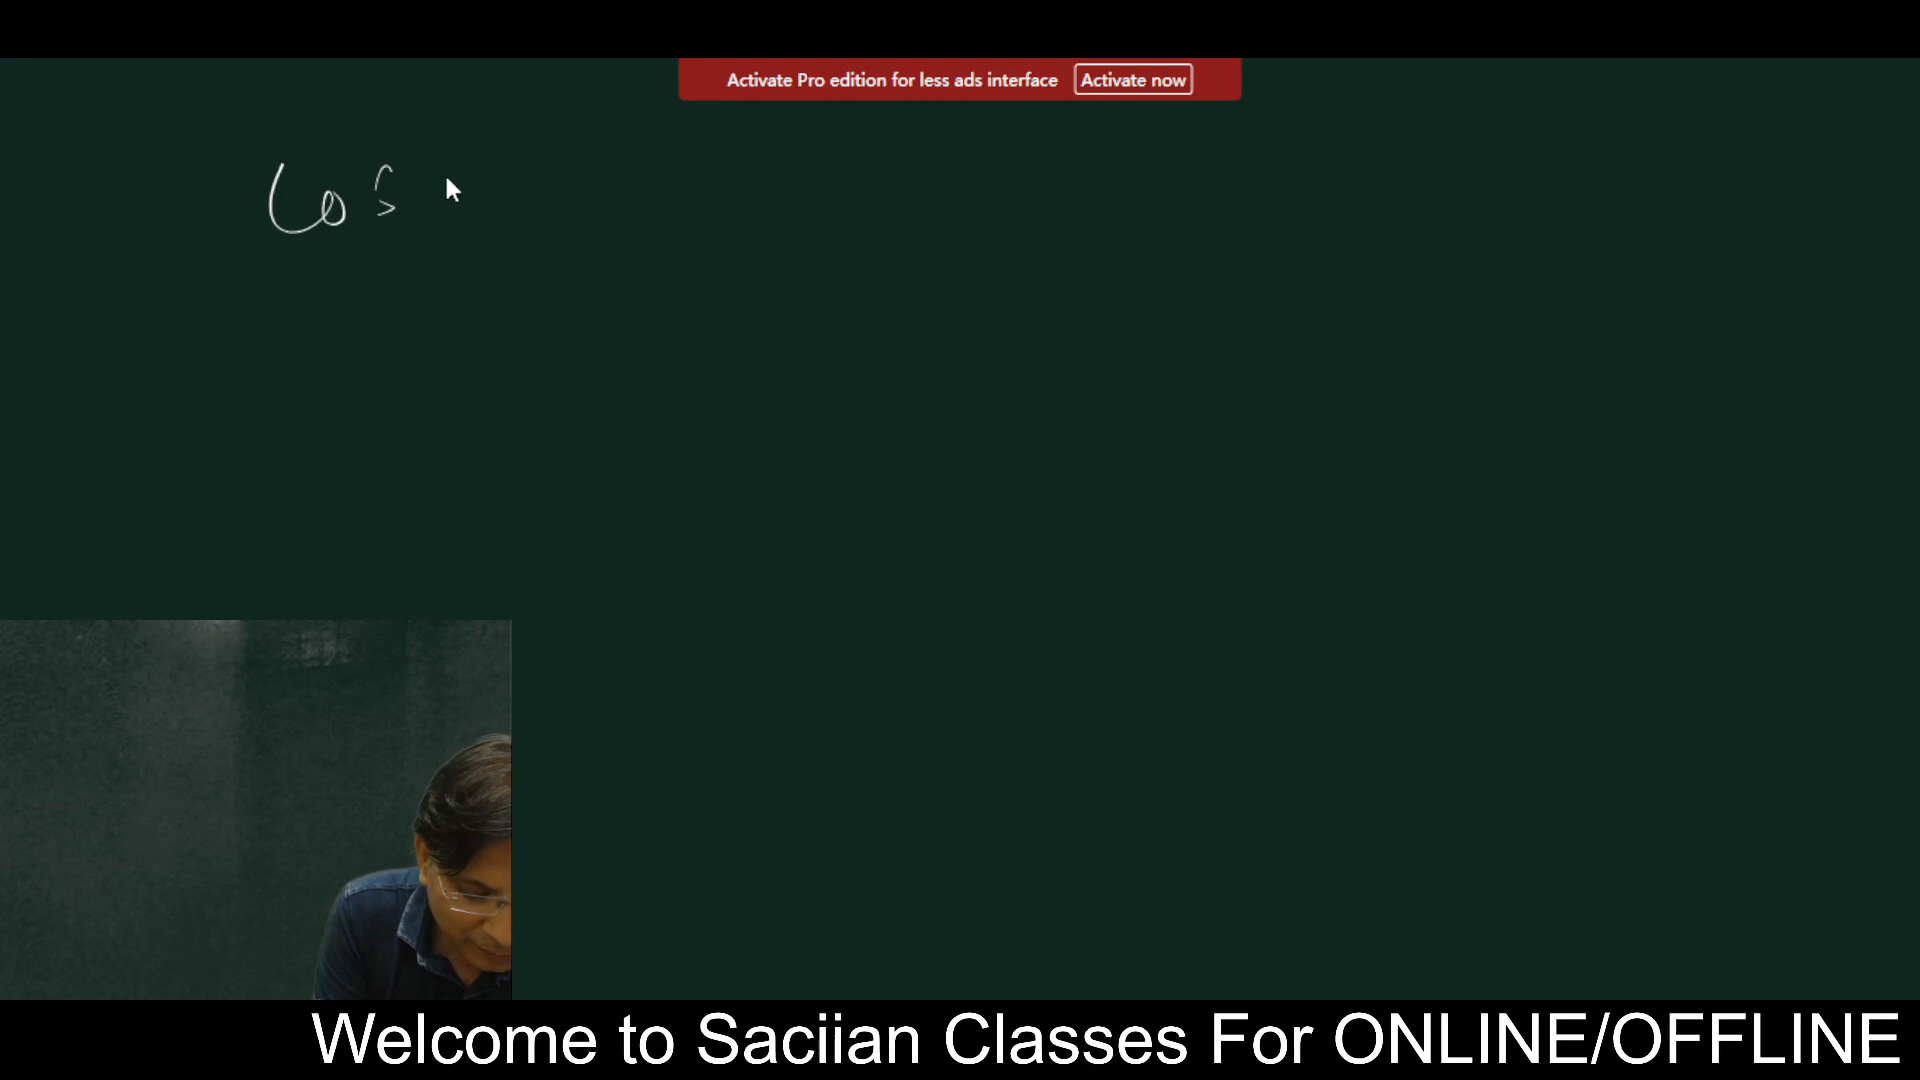 Activate Pro edition for less ads interface Activate now
Cos
Welcome to Saciian Classes For ONLINE/OFFLINE